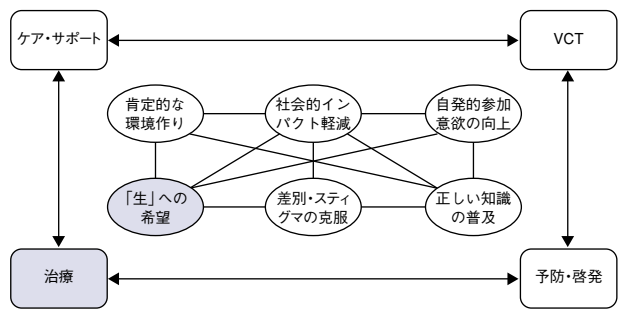 ケア・サポート
VCT
肯定的な
環境作り
社会的イン
パクト軽減
自発的参加
意欲の向上
「生」への
希望
差別・スティ
グマの克服
正しい知識
の普及
治療
予防・啓発